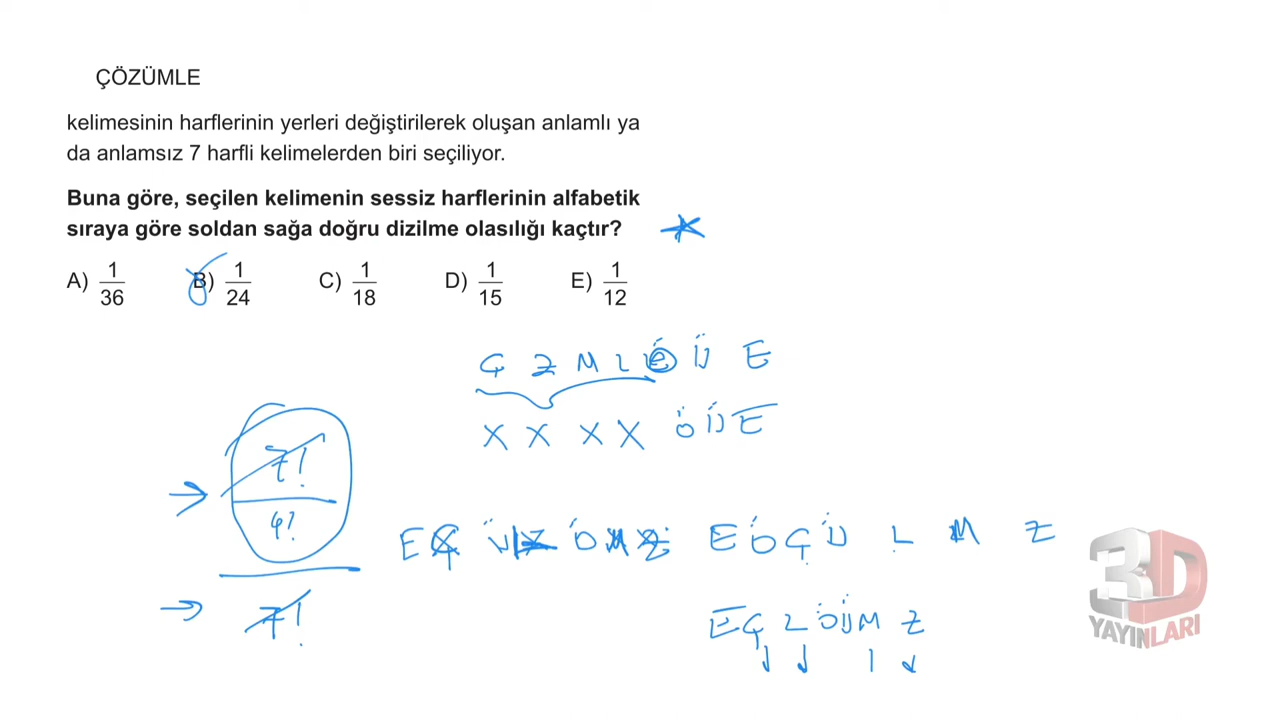 ÇÖZÜMLE
kelimesinin harflerinin yerleri değiştirilerek oluşan anlamlı ya
da anlamsız 7 harfli kelimelerden biri seçiliyor.
Buna göre, seçilen kelimenin sessiz harflerinin alfabetik
sıraya göre soldan sağa doğru dizilme olasılığı kaçtır?
A) 1/36 B) 1/24 C) 1/18 D) 1/15 E) 1/12
Ç Z M L Ü E
X X X X Ö Ü E
7!
4!
7!
E Ö Ç Ü L M Z
E Ç L Ö Ü M Z
3D
YAYINLARI